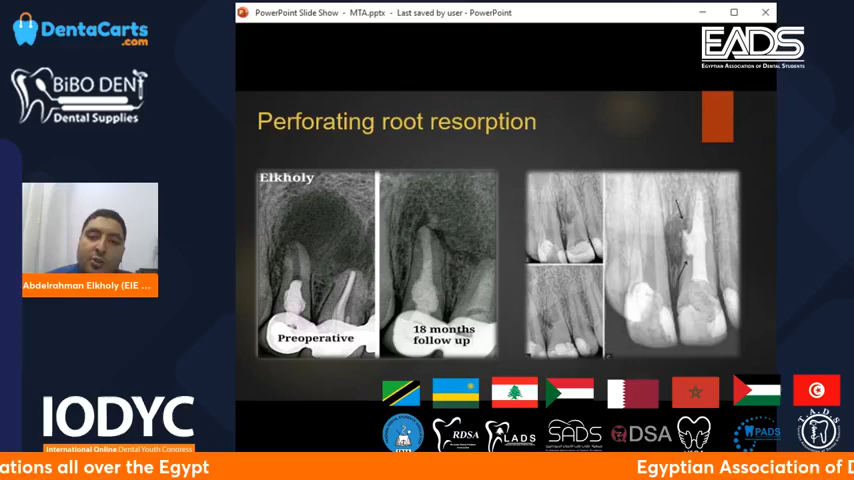 DentaCarts
.com
BiBO DENT
Dental Supplies
PowerPoint Slide Show - MTA.pptx - Last saved by user - PowerPoint
EADS
EGYPTIAN ASSOCIATION OF DENTAL STUDENTS
Perforating root resorption
Elkholy
Preoperative
18 months
follow up
Abdelrahman Elkholy (EIE ...
IODYC
International Online Dental Youth Congress
RDSA
LADS
SADS
QDSA
PADS
T.A.D.S
ations all over the Egypt
Egyptian Association of D